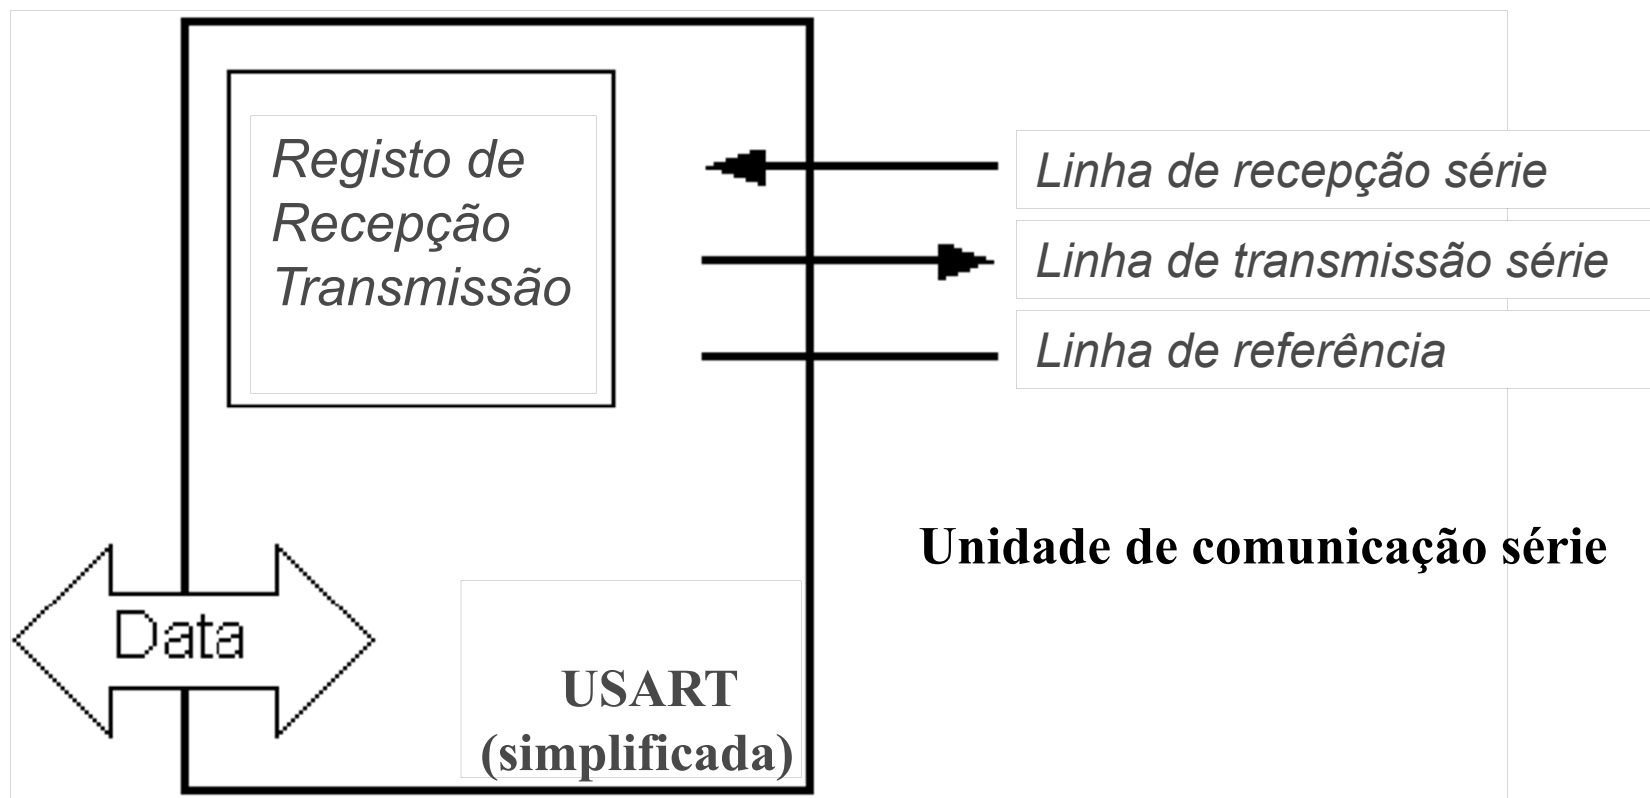 Registo de
Recepção
Transmissão
Linha de recepção série
Linha de transmissão série
Linha de referência
Unidade de comunicação série
Data
USART
(simplificada)